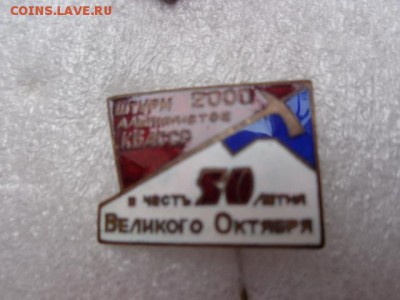 COINS.LAVE.RU
ШТУРМ 2000
АЛЬПИНИСТОВ
КБАССР
В ЧЕСТЬ 50 ЛЕТИЯ
ВЕЛИКОГО ОКТЯБРЯ